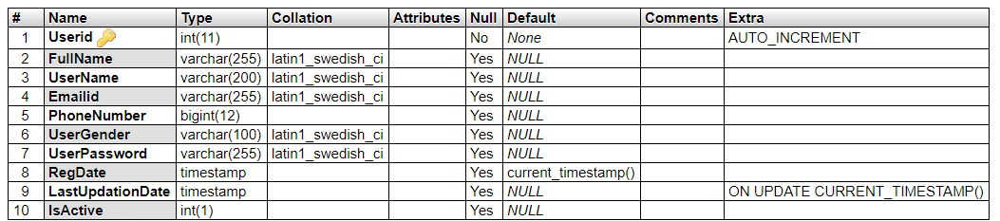 # Name Type Collation Attributes Null Default Comments Extra
1 Userid int(11) No None AUTO_INCREMENT
2 FullName varchar(255) latin1_swedish_ci Yes NULL
3 UserName varchar(200) latin1_swedish_ci Yes NULL
4 Emailid varchar(255) latin1_swedish_ci Yes NULL
5 PhoneNumber bigint(12) Yes NULL
6 UserGender varchar(100) latin1_swedish_ci Yes NULL
7 UserPassword varchar(255) latin1_swedish_ci Yes NULL
8 RegDate timestamp Yes current_timestamp()
9 LastUpdationDate timestamp Yes NULL ON UPDATE CURRENT_TIMESTAMP()
10 IsActive int(1) Yes NULL